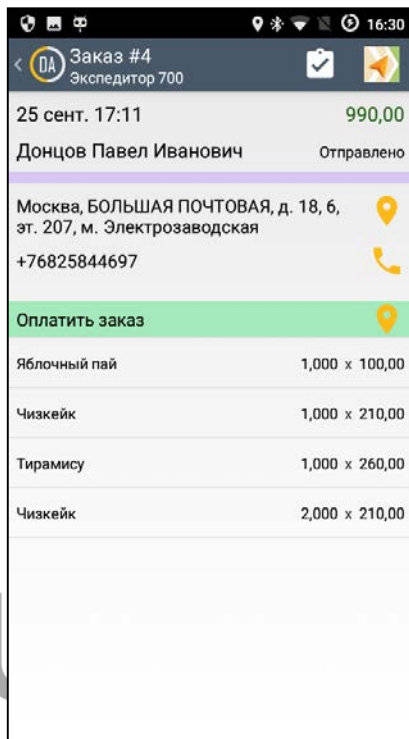 16:30
DA Заказ #4
Экспедитор 700
25 сент. 17:11 990,00
Донцов Павел Иванович Отправлено
Москва, БОЛЬШАЯ ПОЧТОВАЯ, д. 18, 6,
эт. 207, м. Электрозаводская
+76825844697
Оплатить заказ
Яблочный пай 1,000 x 100,00
Чизкейк 1,000 x 210,00
Тирамису 1,000 x 260,00
Чизкейк 2,000 x 210,00